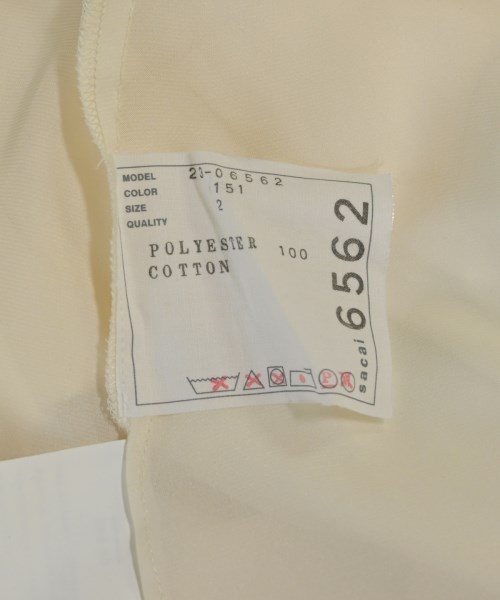 MODEL 23-06562
COLOR 151
SIZE 2
QUALITY
POLYESTER 100
COTTON
sacai 6562
P